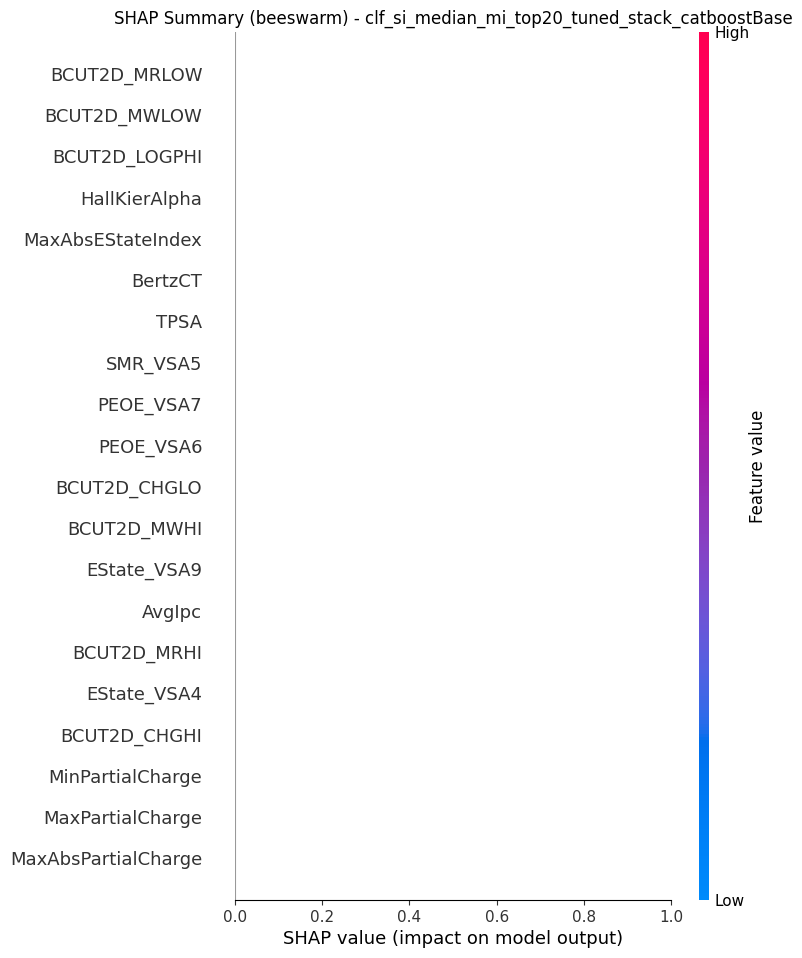 SHAP Summary (beeswarm) - clf_si_median_mi_top20_tuned_stack_catboostBase
High
BCUT2D_MRLOW
BCUT2D_MWLOW
BCUT2D_LOGPHI
HallKierAlpha
MaxAbsEStateIndex
BertzCT
TPSA
SMR_VSA5
PEOE_VSA7
PEOE_VSA6
BCUT2D_CHGLO
BCUT2D_MWHI
EState_VSA9
AvgIpc
BCUT2D_MRHI
EState_VSA4
BCUT2D_CHGHI
MinPartialCharge
MaxPartialCharge
MaxAbsPartialCharge
Feature value
Low
0.0 0.2 0.4 0.6 0.8 1.0
SHAP value (impact on model output)